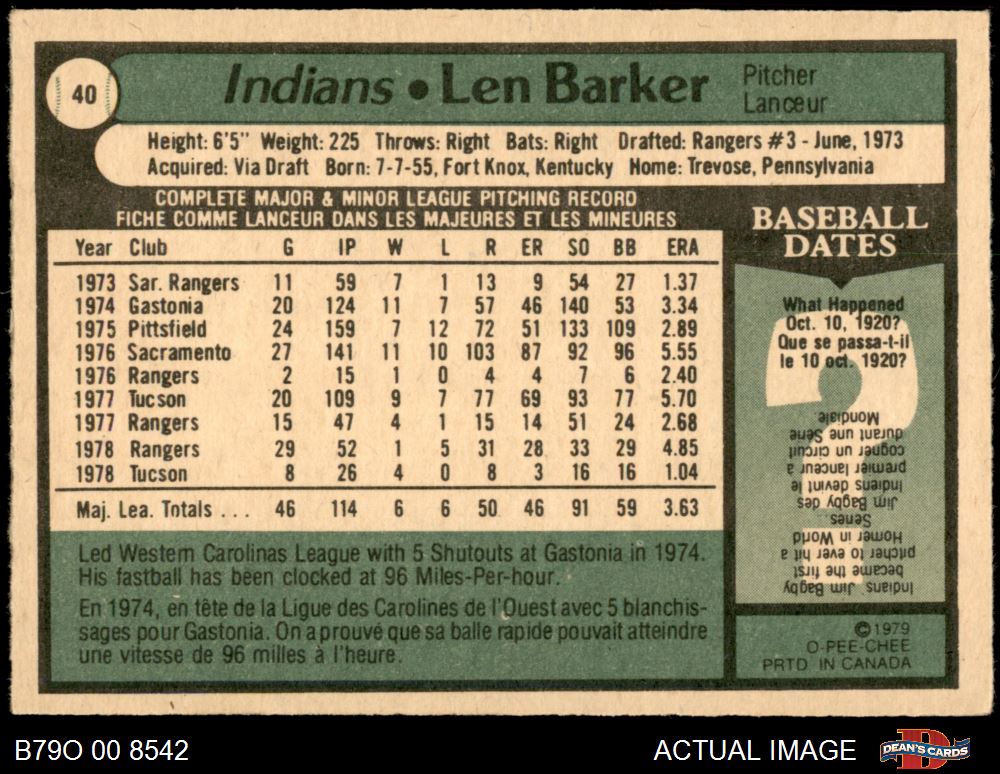 40
Indians • Len Barker
Pitcher
Lanceur
Height: 6'5" Weight: 225 Throws: Right Bats: Right Drafted: Rangers #3 - June, 1973
Acquired: Via Draft Born: 7-7-55, Fort Knox, Kentucky Home: Trevose, Pennsylvania
COMPLETE MAJOR & MINOR LEAGUE PITCHING RECORD
FICHE COMME LANCEUR DANS LES MAJEURES ET LES MINEURES
Year Club G IP W L R ER SO BB ERA
1973 Sar. Rangers 11 59 7 1 13 9 54 27 1.37
1974 Gastonia 20 124 11 7 57 46 140 53 3.34
1975 Pittsfield 24 159 7 12 72 51 133 109 2.89
1976 Sacramento 27 141 11 10 103 87 92 96 5.55
1976 Rangers 2 15 1 0 4 4 7 6 2.40
1977 Tucson 20 109 9 7 77 69 93 77 5.70
1977 Rangers 15 47 4 1 15 14 51 24 2.68
1978 Rangers 29 52 1 5 31 28 33 29 4.85
1978 Tucson 8 26 4 0 8 3 16 16 1.04
Maj. Lea. Totals ... 46 114 6 6 50 46 91 59 3.63
Led Western Carolinas League with 5 Shutouts at Gastonia in 1974.
His fastball has been clocked at 96 Miles-Per-hour.
En 1974, en tête de la Ligue des Carolines de l'Ouest avec 5 blanchis-
sages pour Gastonia. On a prouvé que sa balle rapide pouvait atteindre
une vitesse de 96 milles à l'heure.
BASEBALL
DATES
What Happened
Oct. 10, 1920?
Que se passa-t-il
le 10 oct. 1920?
Indians' Jim Bagby
became the first
pitcher to ever hit a
Homer in World
Series
Jim Bagby des
Indiens devint le
premier lanceur à
cogner un circuit
durant une Série
Mondiale
©1979
O-PEE-CHEE
PRTD IN CANADA
B79O 00 8542
ACTUAL IMAGE
DEAN'S CARDS